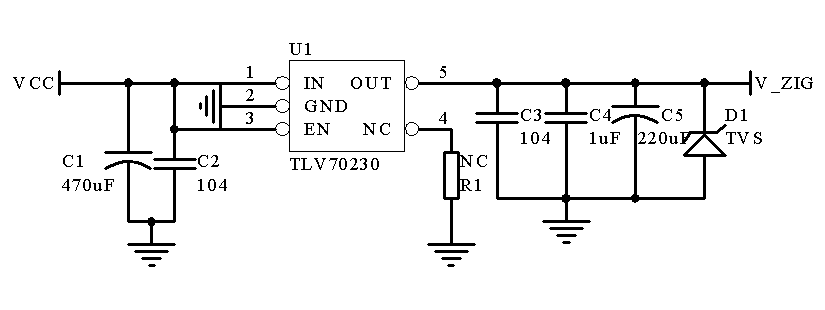 U1
VCC
1
IN
OUT
5
V_ZIG
2
GND
3
EN
NC
4
TLV70230
C1
470uF
C2
104
NC
R1
C3
104
C4
1uF
C5
220uF
D1
TVS